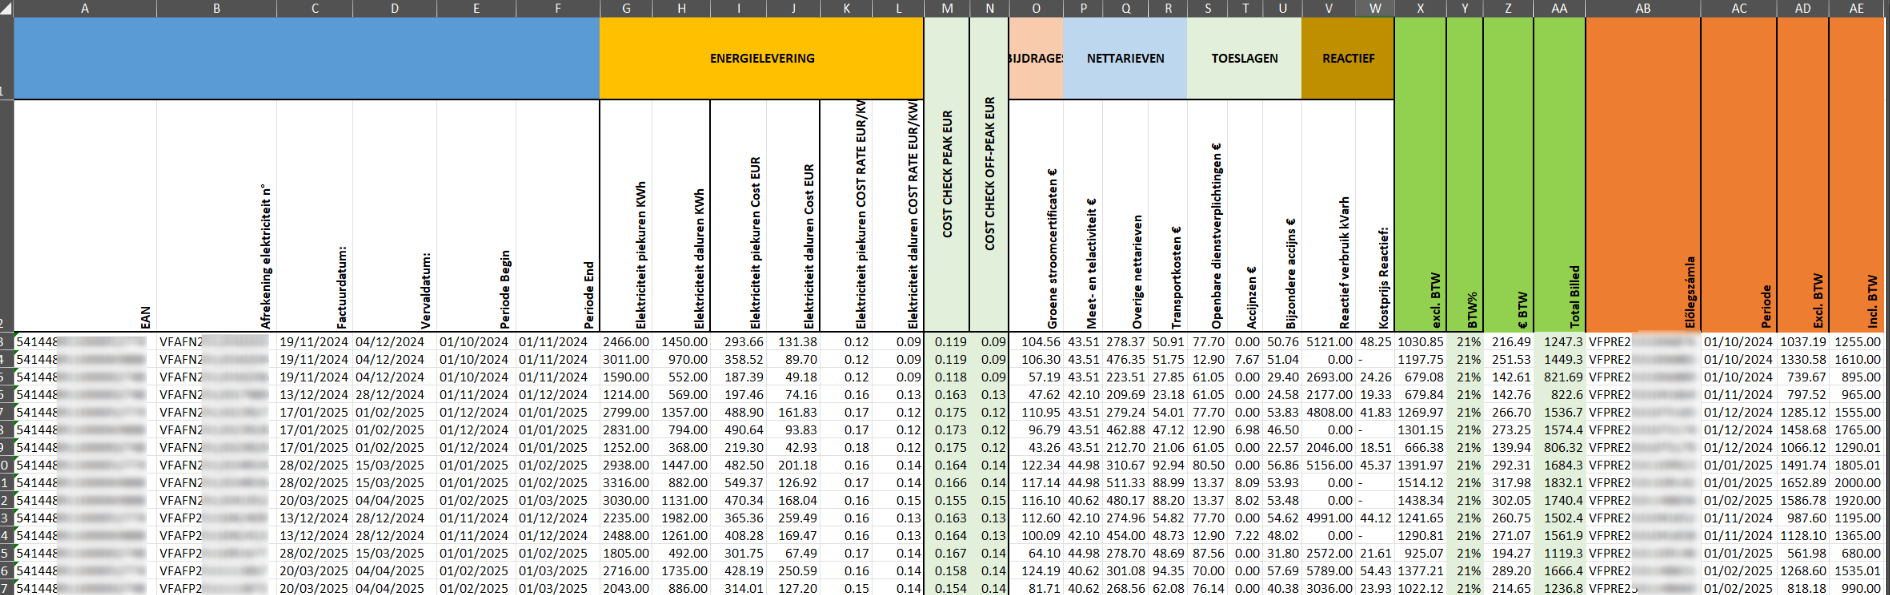 A B C D E F G H I J K L M N O P Q R S T U V W X Y Z AA AB AC AD AE
1 ENERGIELEVERING BIJDRAGES NETTARIEVEN TOESLAGEN REACTIEF
2 EAN Afrekening elektriciteit n° Factuurdatum: Vervaldatum: Periode Begin Periode End Elektriciteit piekuren KWh Elektriciteit daluren KWh Elektriciteit piekuren Cost EUR Elektriciteit daluren Cost EUR Elektriciteit piekuren COST RATE EUR/KW Elektriciteit daluren COST RATE EUR/KW COST CHECK PEAK EUR COST CHECK OFF-PEAK EUR Groene stroomcertificaten € Meet- en telactiviteit € Overige nettarieven Transportkosten € Openbare dienstverplichtingen € Accijnzen € Bijzondere accijns € Reactief verbruik kVarh Kostprijs Reactief: excl. BTW BTW% € BTW Total Billed Előlegszámla Periode Excl. BTW Incl. BTW
3 541448 VFAFN2 19/11/2024 04/12/2024 01/10/2024 01/11/2024 2466.00 1450.00 293.66 131.38 0.12 0.09 0.119 0.09 104.56 43.51 278.37 50.91 77.70 0.00 50.76 5121.00 48.25 1030.85 21% 216.49 1247.3 VFPRE2 01/10/2024 1037.19 1255.00
4 541448 VFAFN2 19/11/2024 04/12/2024 01/10/2024 01/11/2024 3011.00 970.00 358.52 89.70 0.12 0.09 0.119 0.09 106.30 43.51 476.35 51.75 12.90 7.67 51.04 0.00 - 1197.75 21% 251.53 1449.3 VFPRE2 01/10/2024 1330.58 1610.00
5 541448 VFAFN2 19/11/2024 04/12/2024 01/10/2024 01/11/2024 1590.00 552.00 187.39 49.18 0.12 0.09 0.118 0.09 57.19 43.51 223.51 27.85 61.05 0.00 29.40 2693.00 24.26 679.08 21% 142.61 821.69 VFPRE2 01/10/2024 739.67 895.00
6 541448 VFAFN2 13/12/2024 28/12/2024 01/11/2024 01/12/2024 1214.00 569.00 197.46 74.16 0.16 0.13 0.163 0.13 47.62 42.10 209.69 23.18 61.05 0.00 24.58 2177.00 19.33 679.84 21% 142.76 822.6 VFPRE2 01/11/2024 797.52 965.00
7 541448 VFAFN2 17/01/2025 01/02/2025 01/12/2024 01/01/2025 2799.00 1357.00 488.90 161.83 0.17 0.12 0.175 0.12 110.95 43.51 279.24 54.01 77.70 0.00 53.83 4808.00 41.83 1269.97 21% 266.70 1536.7 VFPRE2 01/12/2024 1285.12 1555.00
8 541448 VFAFN2 17/01/2025 01/02/2025 01/12/2024 01/01/2025 2831.00 794.00 490.64 93.83 0.17 0.12 0.173 0.12 96.79 43.51 462.88 47.12 12.90 6.98 46.50 0.00 - 1301.15 21% 273.25 1574.4 VFPRE2 01/12/2024 1458.68 1765.00
9 541448 VFAFN2 17/01/2025 01/02/2025 01/12/2024 01/01/2025 1252.00 368.00 219.30 42.93 0.18 0.12 0.175 0.12 43.26 43.51 212.70 21.06 61.05 0.00 22.57 2046.00 18.51 666.38 21% 139.94 806.32 VFPRE2 01/12/2024 1066.12 1290.01
0 541448 VFAFN2 28/02/2025 15/03/2025 01/01/2025 01/02/2025 2938.00 1447.00 482.50 201.18 0.16 0.14 0.164 0.14 122.34 44.98 310.67 92.94 80.50 0.00 56.86 5156.00 45.37 1391.97 21% 292.31 1684.3 VFPRE2 01/01/2025 1491.74 1805.01
1 541448 VFAFN2 28/02/2025 15/03/2025 01/01/2025 01/02/2025 3316.00 882.00 549.37 126.92 0.17 0.14 0.166 0.14 117.14 44.98 511.33 88.99 13.37 8.09 53.93 0.00 - 1514.12 21% 317.98 1832.1 VFPRE2 01/01/2025 1652.89 2000.00
2 541448 VFAFN2 20/03/2025 04/04/2025 01/02/2025 01/03/2025 3030.00 1131.00 470.34 168.04 0.16 0.15 0.155 0.15 116.10 42.60 480.17 88.20 13.37 8.02 53.48 0.00 - 1438.34 21% 302.05 1740.4 VFPRE2 01/02/2025 1586.78 1920.00
3 541448 VFAFP2 13/12/2024 28/12/2024 01/11/2024 01/12/2024 2235.00 1982.00 365.36 259.49 0.16 0.13 0.163 0.13 112.60 42.10 274.96 54.82 77.70 0.00 54.62 4991.00 44.12 1241.65 21% 260.75 1502.4 VFPRE2 01/11/2024 987.60 1195.00
4 541448 VFAFP2 13/12/2024 28/12/2024 01/11/2024 01/12/2024 2488.00 1261.00 408.28 169.47 0.16 0.13 0.164 0.13 100.09 42.10 454.00 48.73 12.90 7.22 48.02 0.00 - 1290.81 21% 271.07 1561.9 VFPRE2 01/11/2024 1128.10 1365.00
5 541448 VFAFP2 28/02/2025 15/03/2025 01/01/2025 01/02/2025 1805.00 492.00 301.75 67.49 0.17 0.14 0.167 0.14 64.10 44.98 278.70 48.69 87.56 0.00 31.80 2572.00 21.61 925.07 21% 194.27 1119.3 VFPRE2 01/01/2025 561.98 680.00
6 541448 VFAFP2 20/03/2025 04/04/2025 01/02/2025 01/03/2025 2716.00 1735.00 428.19 250.59 0.16 0.14 0.158 0.14 124.19 40.62 301.08 94.35 70.00 0.00 57.69 5789.00 54.43 1377.21 21% 289.20 1666.4 VFPRE2 01/02/2025 1268.60 1535.01
7 541448 VFAFP2 20/03/2025 04/04/2025 01/02/2025 01/03/2025 2043.00 886.00 314.01 127.20 0.15 0.14 0.154 0.14 81.71 40.62 268.56 62.08 76.14 0.00 40.38 3036.00 23.93 1022.12 21% 214.65 1236.8 VFPRE25 01/02/2025 818.18 990.00